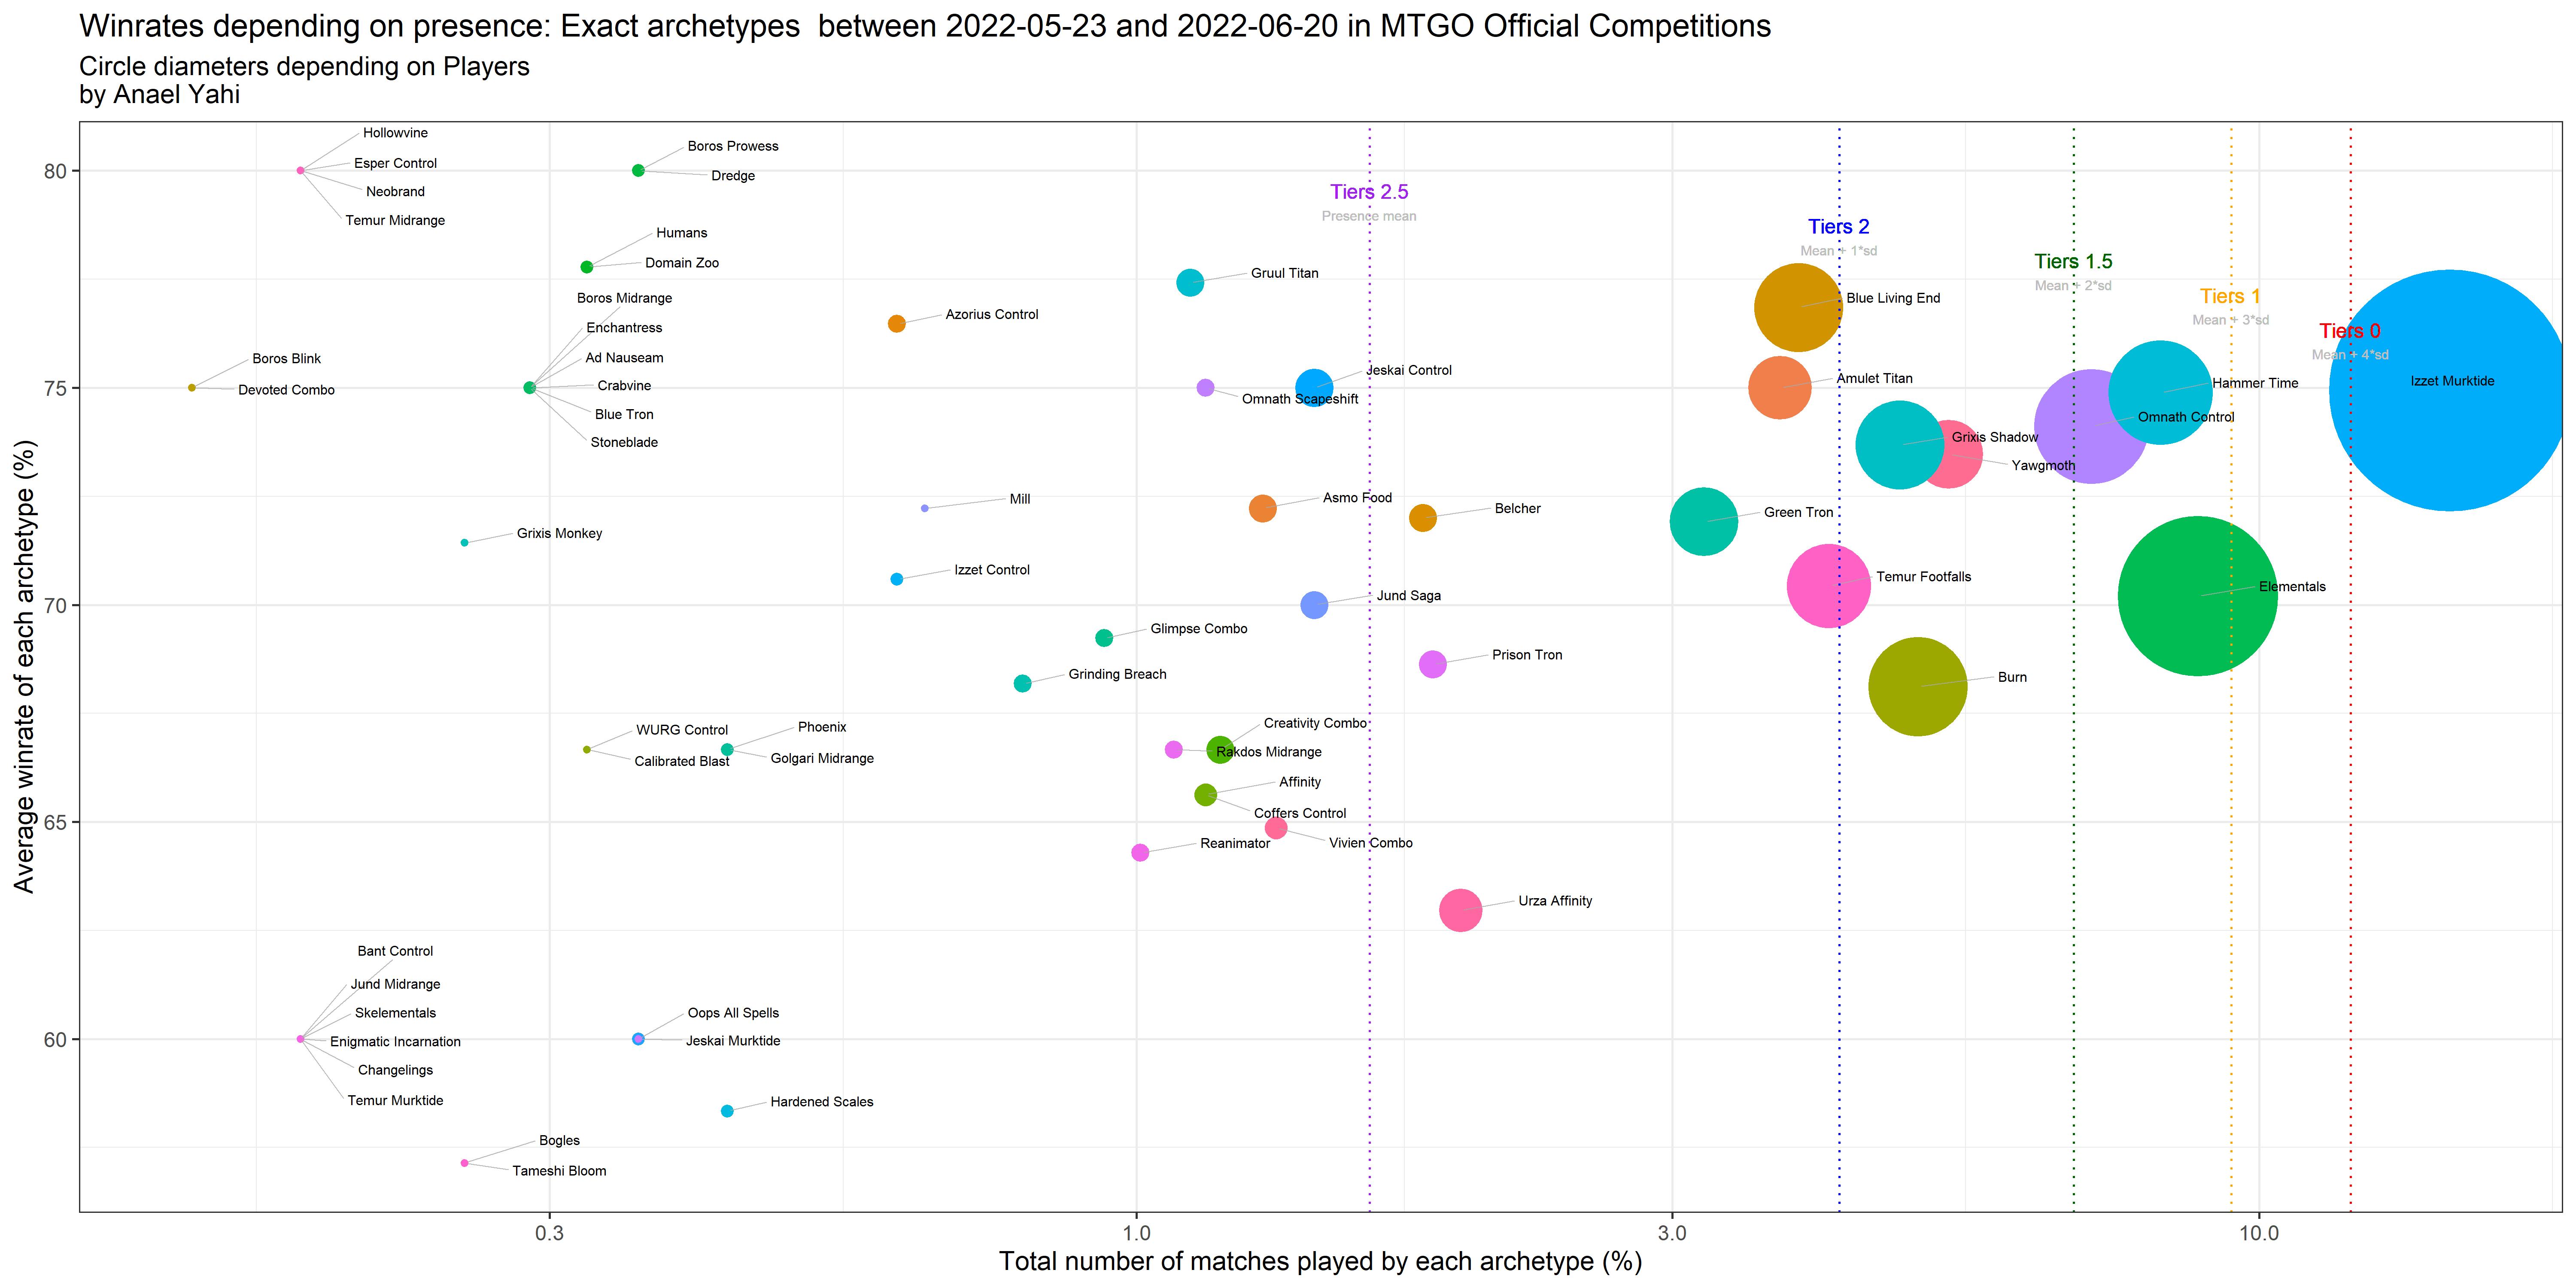 Winrates depending on presence: Exact archetypes  between 2022-05-23 and 2022-06-20 in MTGO Official Competitions
Circle diameters depending on Players
by Anael Yahi
Hollowvine
Esper Control
Neobrand
Temur Midrange
Boros Prowess
Dredge
Humans
Domain Zoo
Boros Midrange
Enchantress
Ad Nauseam
Crabvine
Blue Tron
Stoneblade
Boros Blink
Devoted Combo
Azorius Control
Gruul Titan
Tiers 2.5
Presence mean
Tiers 2
Mean + 1*sd
Tiers 1.5
Mean + 2*sd
Tiers 1
Mean + 3*sd
Tiers 0
Mean + 4*sd
Blue Living End
Jeskai Control
Omnath Scapeshift
Amulet Titan
Hammer Time
Izzet Murktide
Omnath Control
Grixis Shadow
Yawgmoth
Mill
Asmo Food
Belcher
Green Tron
Grixis Monkey
Izzet Control
Temur Footfalls
Elementals
Jund Saga
Glimpse Combo
Prison Tron
Grinding Breach
Burn
WURG Control
Calibrated Blast
Phoenix
Golgari Midrange
Creativity Combo
Rakdos Midrange
Affinity
Coffers Control
Reanimator
Vivien Combo
Urza Affinity
Bant Control
Jund Midrange
Skelementals
Enigmatic Incarnation
Changelings
Temur Murktide
Oops All Spells
Jeskai Murktide
Hardened Scales
Bogles
Tameshi Bloom
80
75
70
65
60
Average winrate of each archetype (%)
0.3
1.0
3.0
10.0
Total number of matches played by each archetype (%)